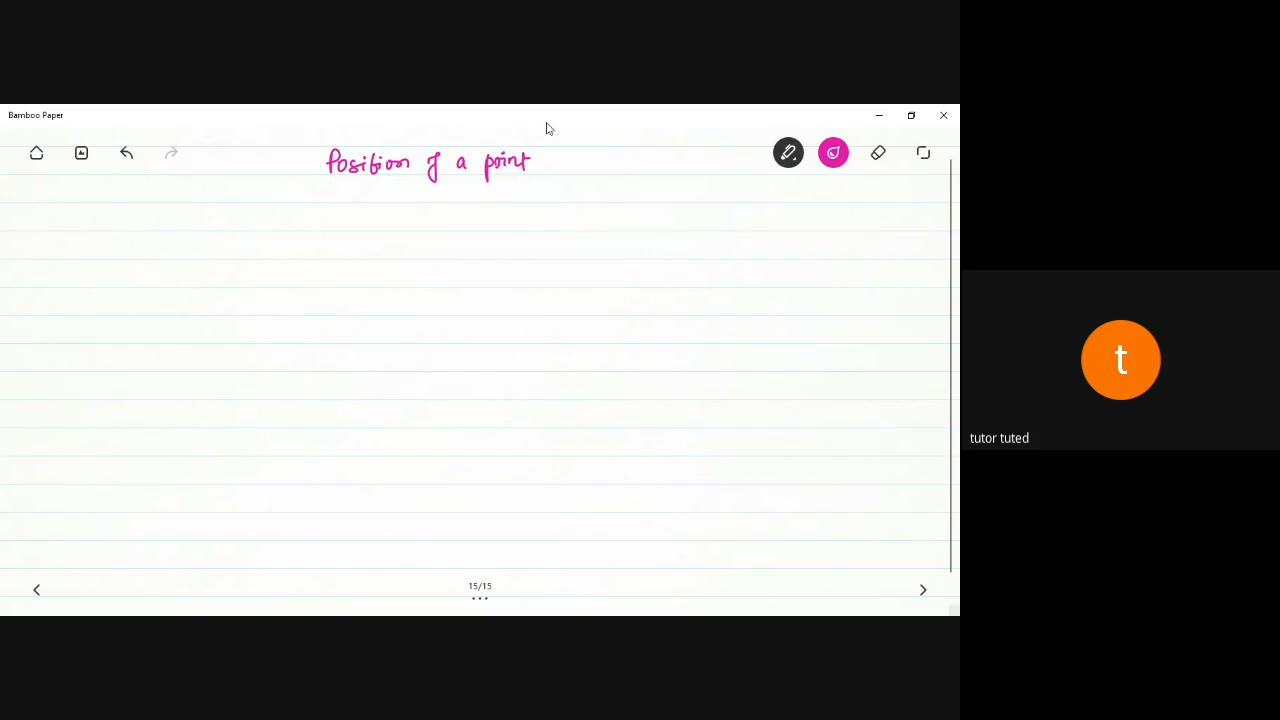 Bamboo Paper
Position of a point
t
tutor tuted
15/15